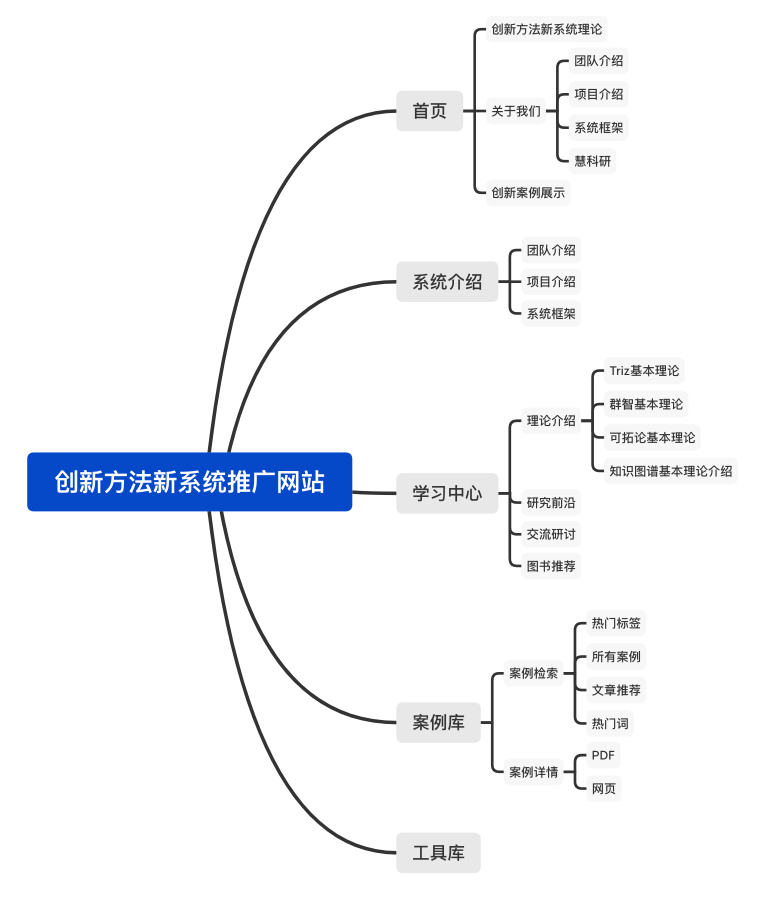 创新方法新系统推广网站
首页
创新方法新系统理论
关于我们
团队介绍
项目介绍
系统框架
慧科研
创新案例展示
系统介绍
团队介绍
项目介绍
系统框架
学习中心
理论介绍
Triz基本理论
群智基本理论
可拓论基本理论
知识图谱基本理论介绍
研究前沿
交流研讨
图书推荐
案例库
案例检索
热门标签
所有案例
文章推荐
热门词
案例详情
PDF
网页
工具库